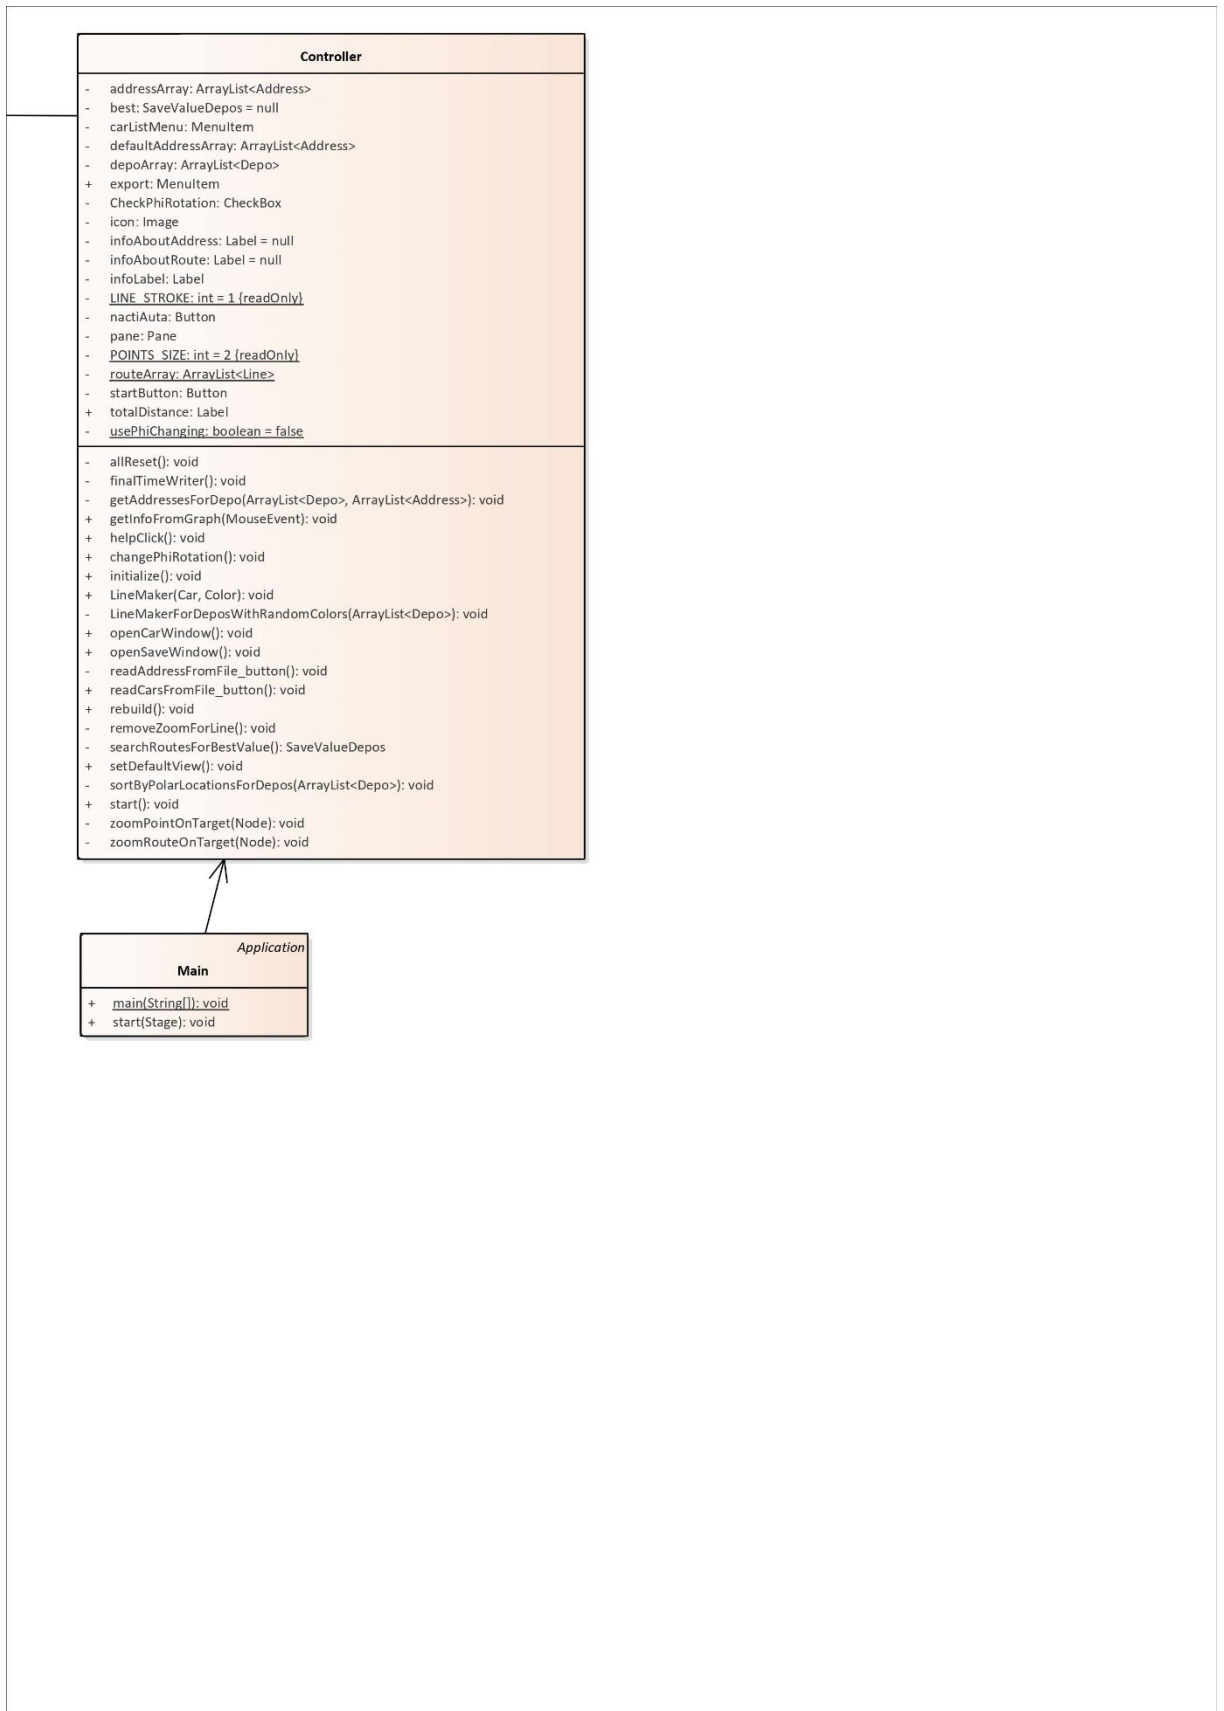 Controller
- addressArray: ArrayList<Address>
- best: SaveValueDepos = null
- carListMenu: MenuItem
- defaultAddressArray: ArrayList<Address>
- depoArray: ArrayList<Depo>
+ export: MenuItem
- CheckPhiRotation: CheckBox
- icon: Image
- infoAboutAddress: Label = null
- infoAboutRoute: Label = null
- infoLabel: Label
- LINE_STROKE: int = 1 {readOnly}
- nactiAuta: Button
- pane: Pane
- POINTS_SIZE: int = 2 {readOnly}
- routeArray: ArrayList<Line>
- startButton: Button
+ totalDistance: Label
- usePhiChanging: boolean = false
- allReset(): void
- finalTimeWriter(): void
- getAddressesForDepo(ArrayList<Depo>, ArrayList<Address>): void
+ getInfoFromGraph(MouseEvent): void
+ helpClick(): void
+ changePhiRotation(): void
+ initialize(): void
+ LineMaker(Car, Color): void
- LineMakerForDeposWithRandomColors(ArrayList<Depo>): void
+ openCarWindow(): void
+ openSaveWindow(): void
- readAddressFromFile_button(): void
+ readCarsFromFile_button(): void
+ rebuild(): void
- removeZoomForLine(): void
- searchRoutesForBestValue(): SaveValueDepos
+ setDefaultView(): void
- sortByPolarLocationsForDepos(ArrayList<Depo>): void
+ start(): void
- zoomPointOnTarget(Node): void
- zoomRouteOnTarget(Node): void
Application
Main
+ main(String[]): void
+ start(Stage): void